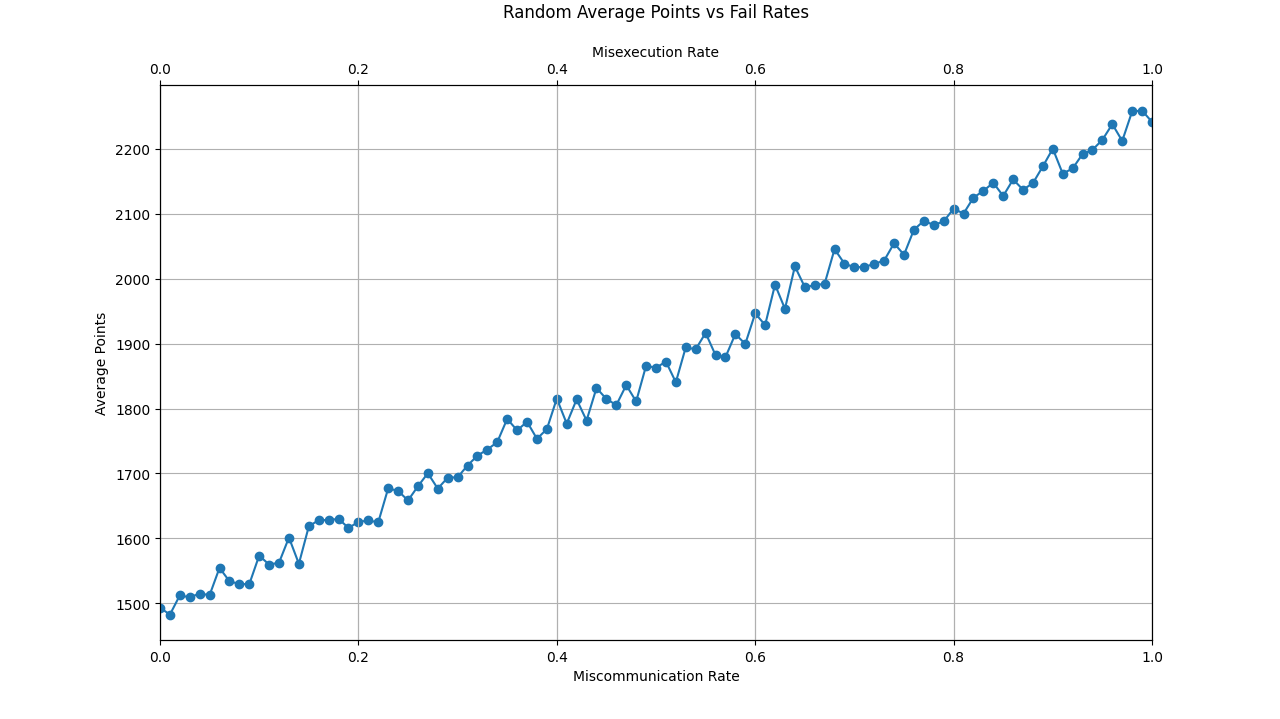 Random Average Points vs Fail Rates
Misexecution Rate
0.0 0.2 0.4 0.6 0.8 1.0
2200
2100
2000
1900
1800
1700
1600
1500
Average Points
0.0 0.2 0.4 0.6 0.8 1.0
Miscommunication Rate